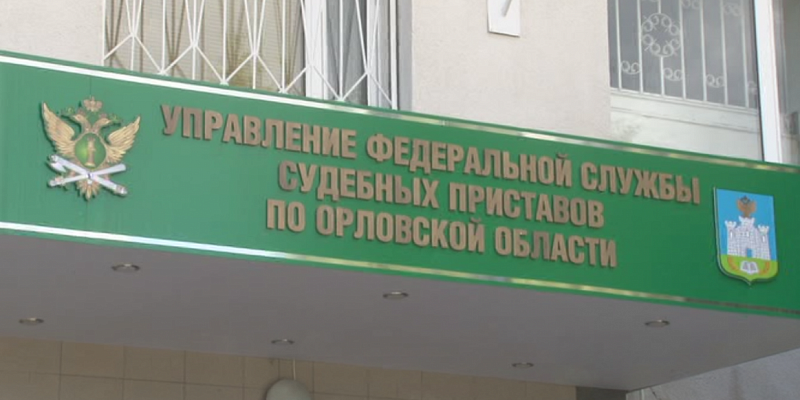 УПРАВЛЕНИЕ ФЕДЕРАЛЬНОЙ СЛУЖБЫ
СУДЕБНЫХ ПРИСТАВОВ
ПО ОРЛОВСКОЙ ОБЛАСТИ